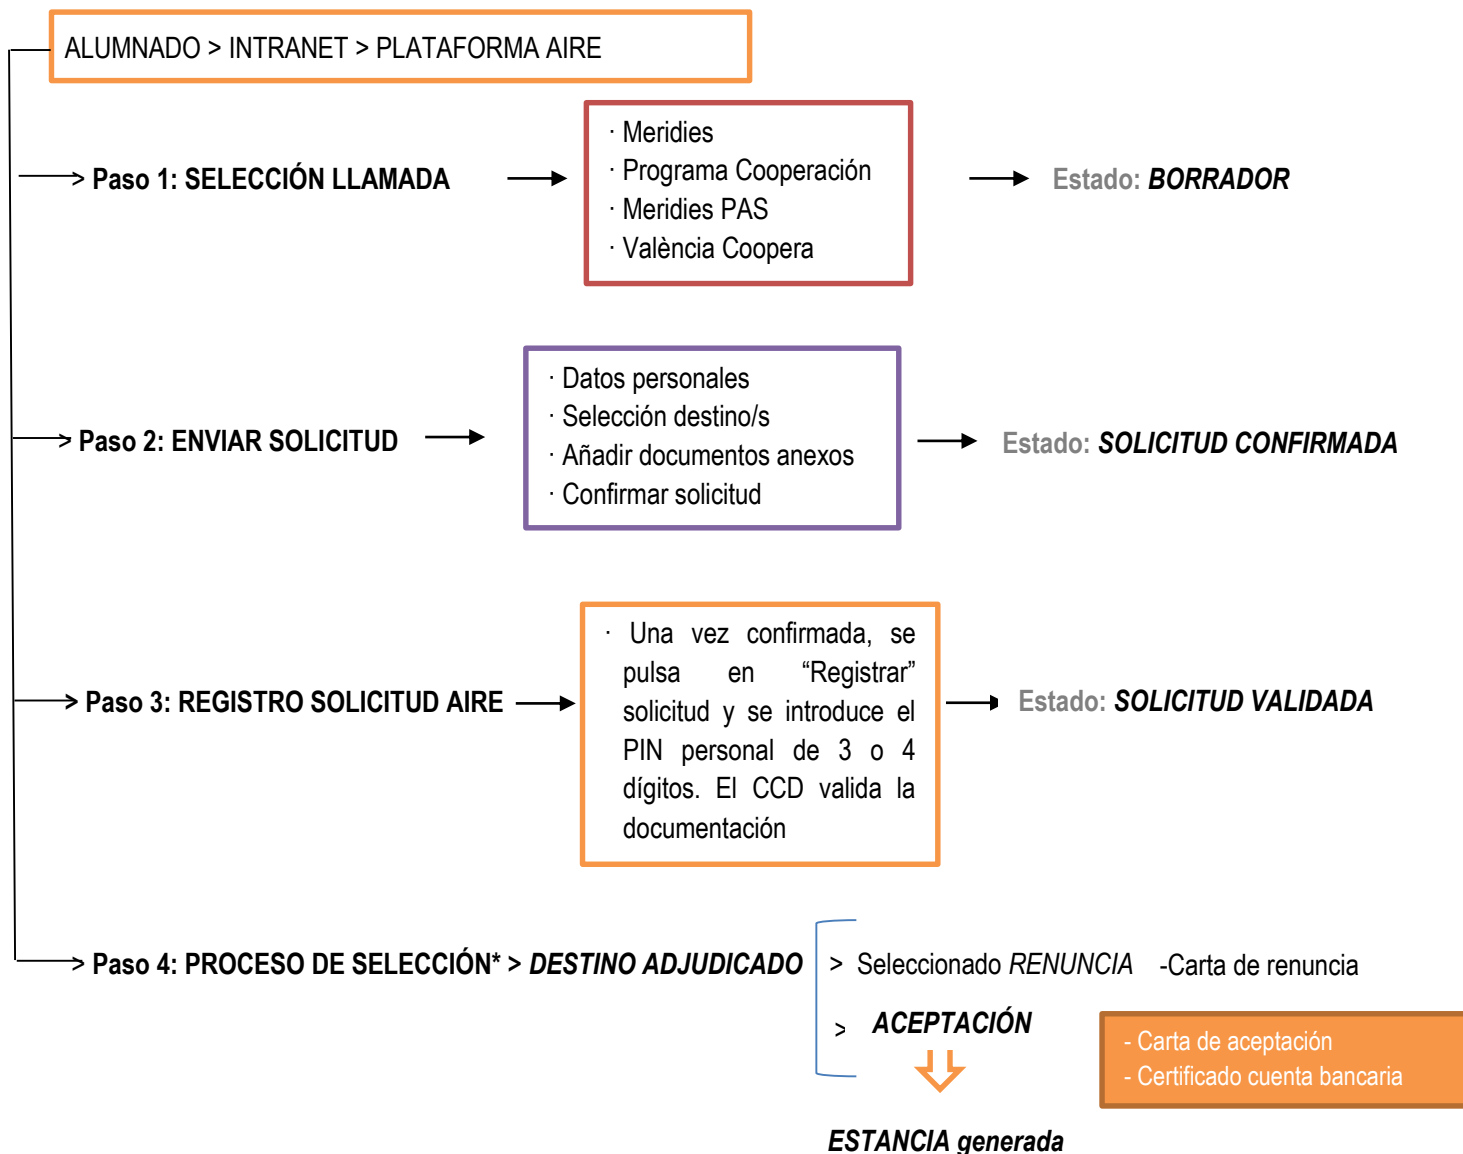 ALUMNADO > INTRANET > PLATAFORMA AIRE
> Paso 1: SELECCIÓN LLAMADA
· Meridies
· Programa Cooperación
· Meridies PAS
· València Coopera
Estado: BORRADOR
> Paso 2: ENVIAR SOLICITUD
· Datos personales
· Selección destino/s
· Añadir documentos anexos
· Confirmar solicitud
Estado: SOLICITUD CONFIRMADA
> Paso 3: REGISTRO SOLICITUD AIRE
· Una vez confirmada, se
pulsa en “Registrar”
solicitud y se introduce el
PIN personal de 3 o 4
dígitos. El CCD valida la
documentación
Estado: SOLICITUD VALIDADA
> Paso 4: PROCESO DE SELECCIÓN* > DESTINO ADJUDICADO
> Seleccionado RENUNCIA -Carta de renuncia
> ACEPTACIÓN
- Carta de aceptación
- Certificado cuenta bancaria
ESTANCIA generada